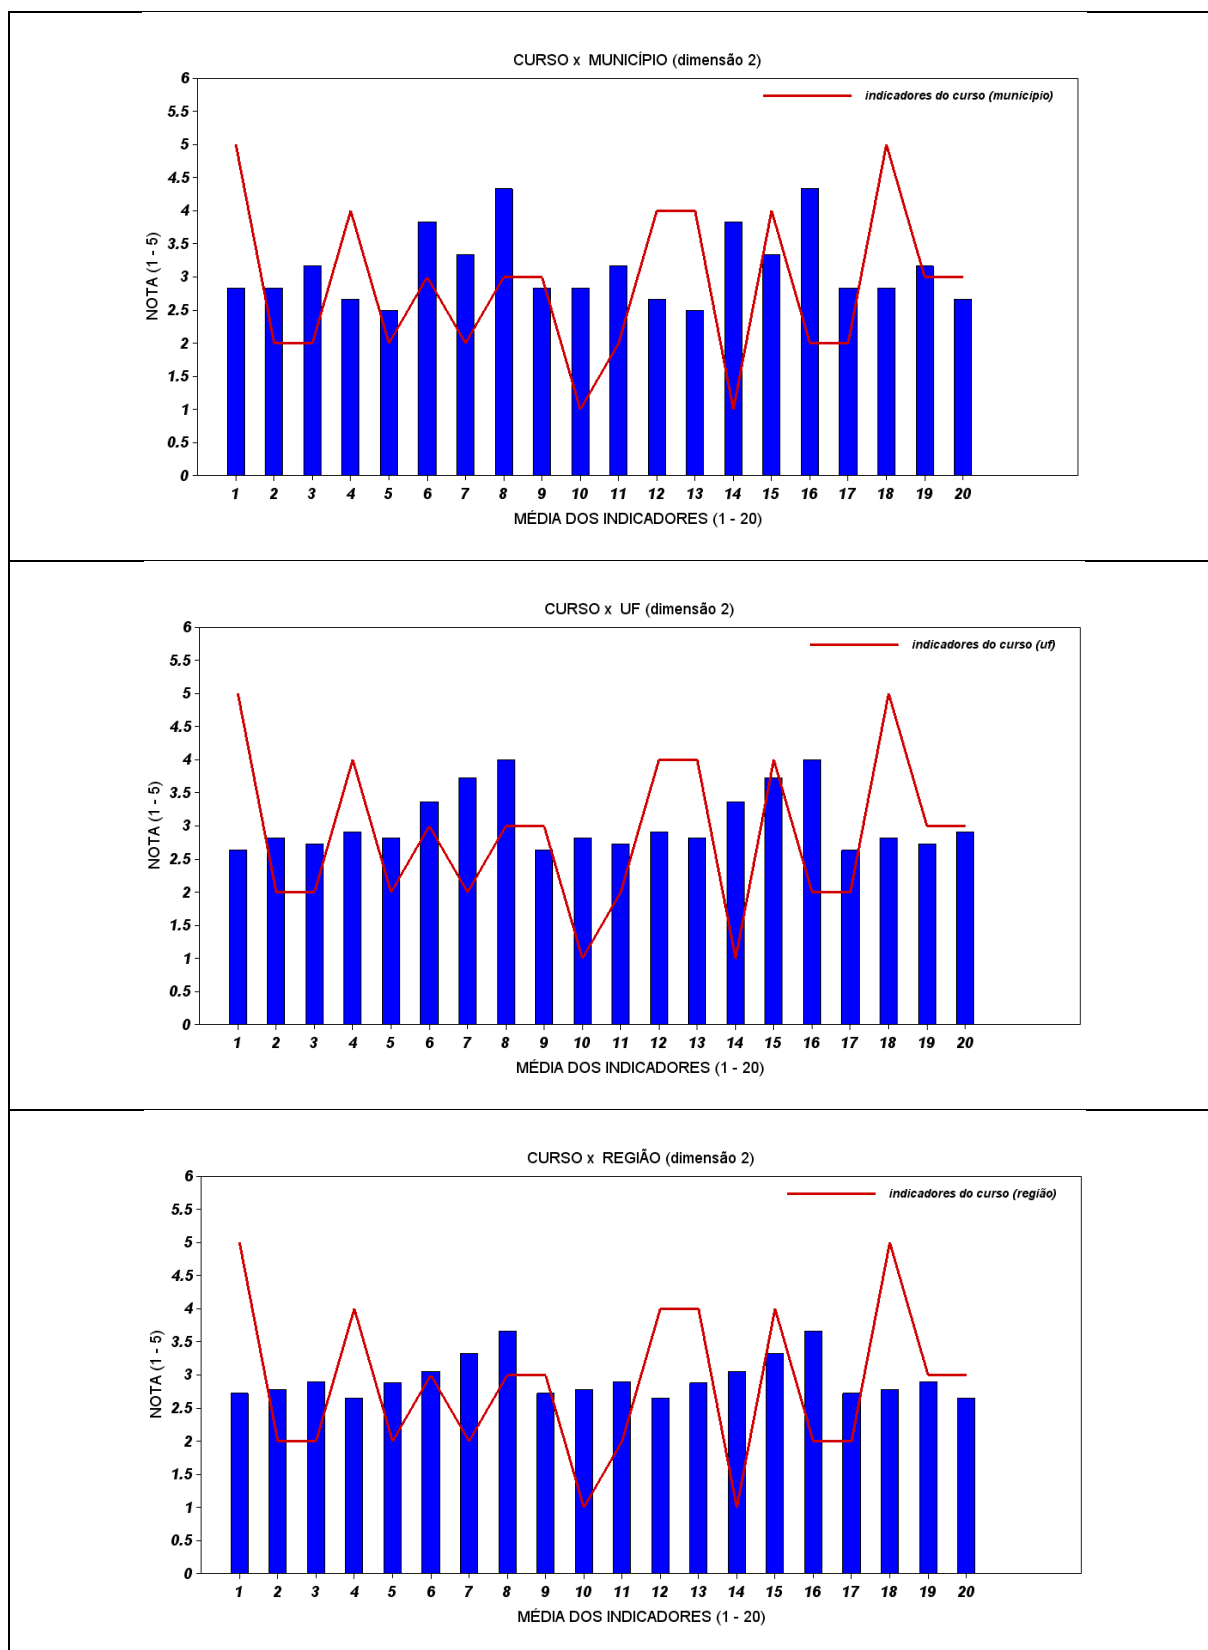 CURSO x MUNICÍPIO (dimensão 2)
indicadores do curso (municipio)
NOTA (1 - 5)
6
5.5
5
4.5
4
3.5
3
2.5
2
1.5
1
0.5
0
1 2 3 4 5 6 7 8 9 10 11 12 13 14 15 16 17 18 19 20
MÉDIA DOS INDICADORES (1 - 20)
CURSO x UF (dimensão 2)
indicadores do curso (uf)
NOTA (1 - 5)
6
5.5
5
4.5
4
3.5
3
2.5
2
1.5
1
0.5
0
1 2 3 4 5 6 7 8 9 10 11 12 13 14 15 16 17 18 19 20
MÉDIA DOS INDICADORES (1 - 20)
CURSO x REGIÃO (dimensão 2)
indicadores do curso (região)
NOTA (1 - 5)
6
5.5
5
4.5
4
3.5
3
2.5
2
1.5
1
0.5
0
1 2 3 4 5 6 7 8 9 10 11 12 13 14 15 16 17 18 19 20
MÉDIA DOS INDICADORES (1 - 20)